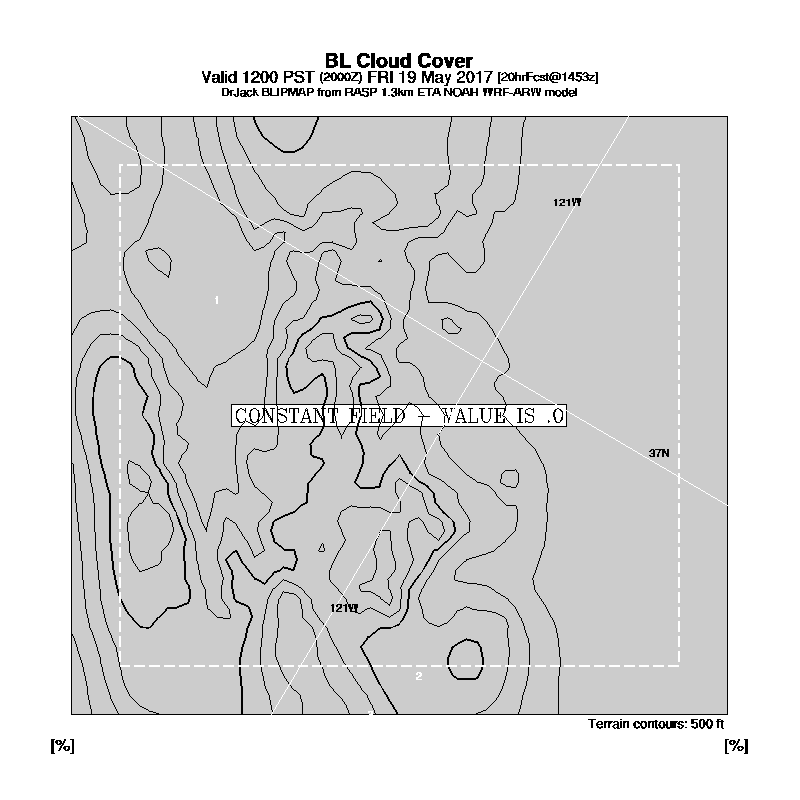 BL Cloud Cover
Valid 1200 PST (2000Z) FRI 19 May 2017 [20hrFcst@1453z]
DrJack BLIPMAP from RASP 1.3km ETA NOAH WRF-ARW model
121W
1
CONSTANT FIELD - VALUE IS .0
37N
121W
2
Terrain contours: 500 ft
[%] [%]